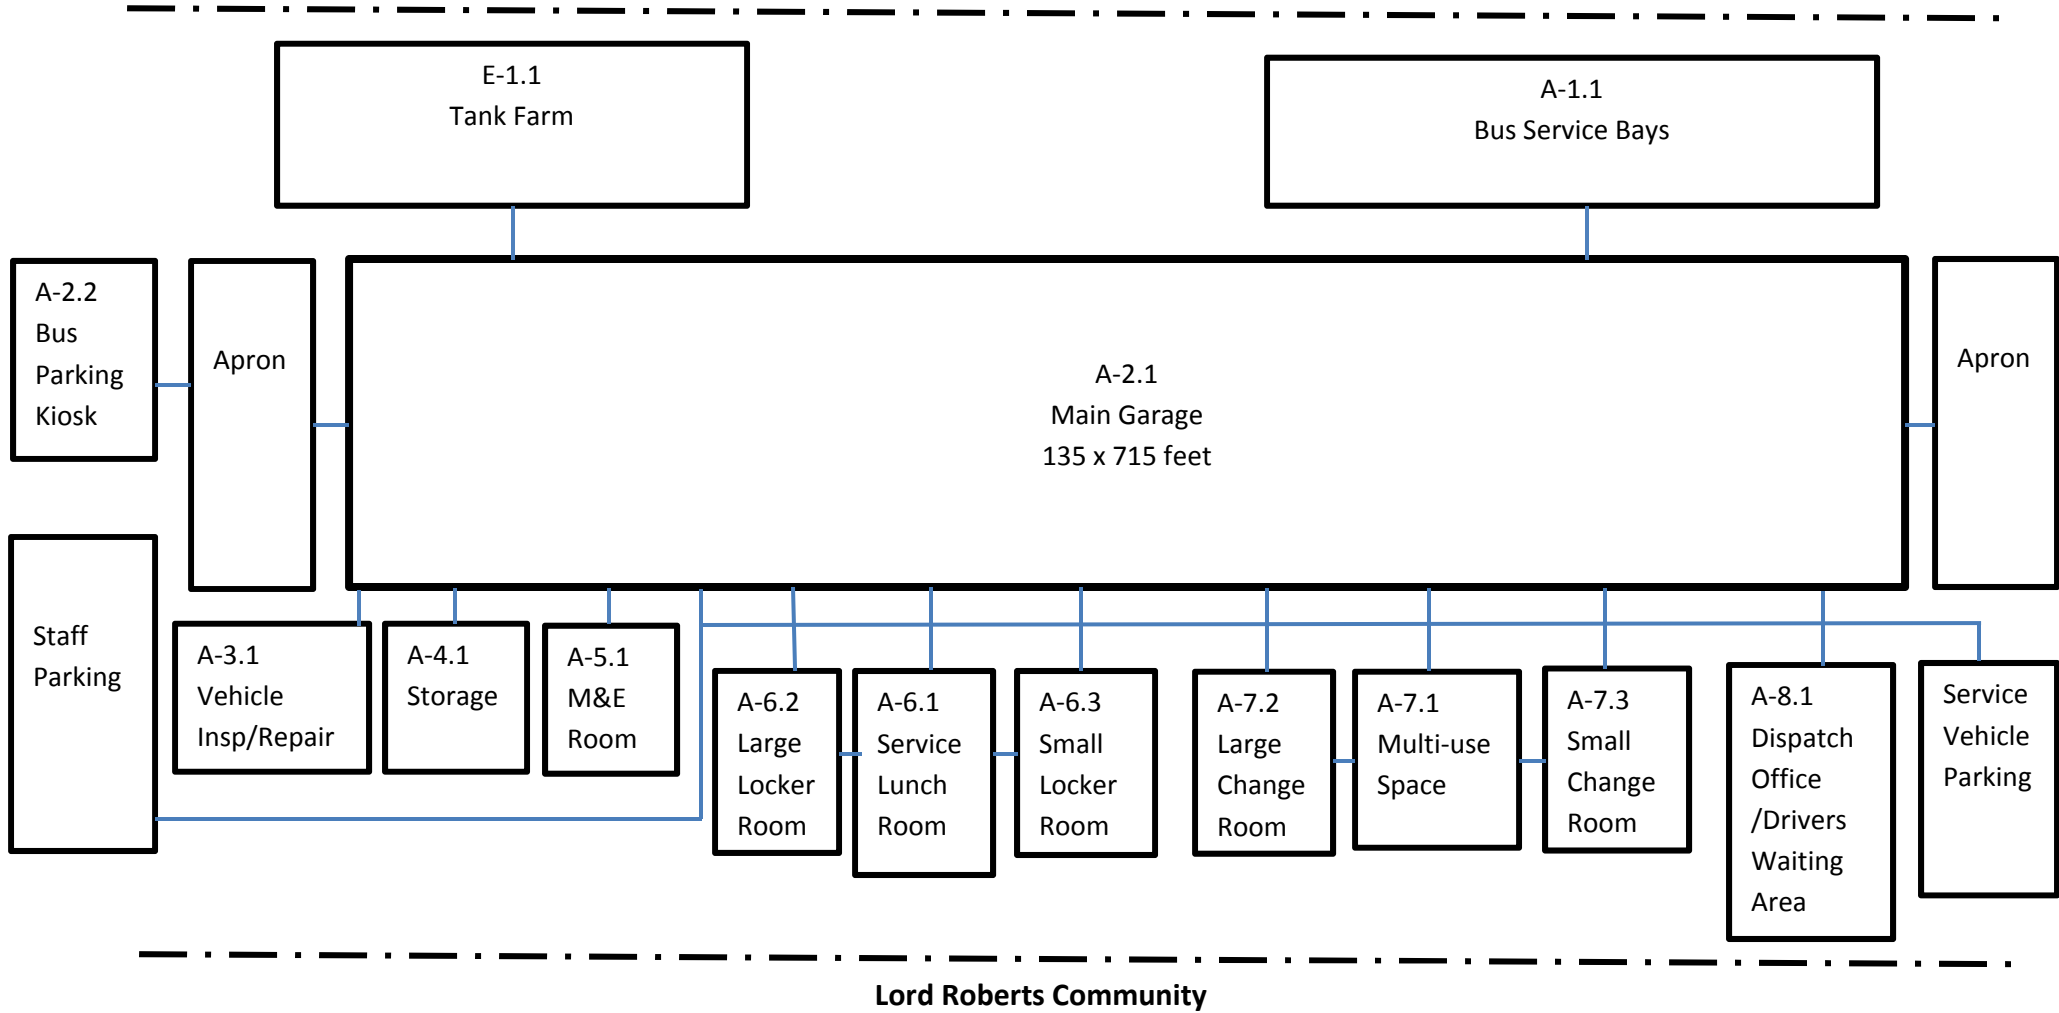 E-1.1
Tank Farm
A-1.1
Bus Service Bays
A-2.2
Bus
Parking
Kiosk
Apron
A-2.1
Main Garage
135 x 715 feet
Apron
Staff
Parking
A-3.1
Vehicle
Insp/Repair
A-4.1
Storage
A-5.1
M&E
Room
A-6.2
Large
Locker
Room
A-6.1
Service
Lunch
Room
A-6.3
Small
Locker
Room
A-7.2
Large
Change
Room
A-7.1
Multi-use
Space
A-7.3
Small
Change
Room
A-8.1
Dispatch
Office
/Drivers
Waiting
Area
Service
Vehicle
Parking
Lord Roberts Community